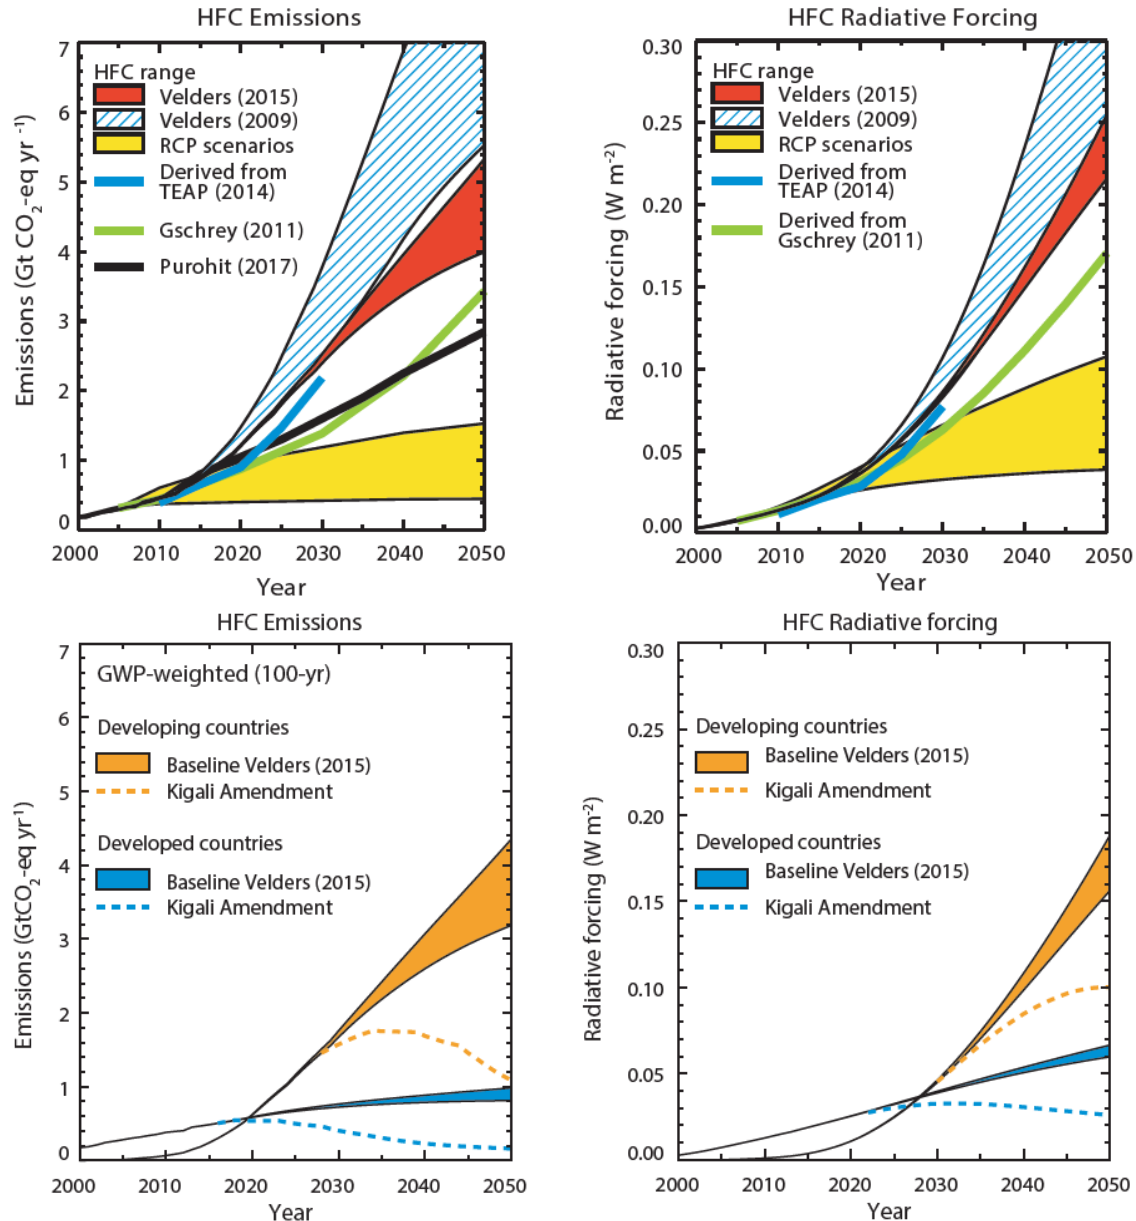 HFC Emissions
7
6
5
4
3
2
1
0
Emissions (Gt CO2-eq yr -1)
HFC range
Velders (2015)
Velders (2009)
RCP scenarios
Derived from
TEAP (2014)
Gschrey (2011)
Purohit (2017)
2000 2010 2020 2030 2040 2050
Year
HFC Radiative Forcing
0.30
0.25
0.20
0.15
0.10
0.05
0.00
Radiative forcing (W m-2)
HFC range
Velders (2015)
Velders (2009)
RCP scenarios
Derived from
TEAP (2014)
Derived from
Gschrey (2011)
2000 2010 2020 2030 2040 2050
Year
HFC Emissions
7
6
5
4
3
2
1
0
Emissions (GtCO2-eq yr-1)
GWP-weighted (100-yr)
Developing countries
Baseline Velders (2015)
Kigali Amendment
Developed countries
Baseline Velders (2015)
Kigali Amendment
2000 2010 2020 2030 2040 2050
Year
HFC Radiative forcing
0.30
0.25
0.20
0.15
0.10
0.05
0.00
Radiative forcing (W m-2)
Developing countries
Baseline Velders (2015)
Kigali Amendment
Developed countries
Baseline Velders (2015)
Kigali Amendment
2000 2010 2020 2030 2040 2050
Year